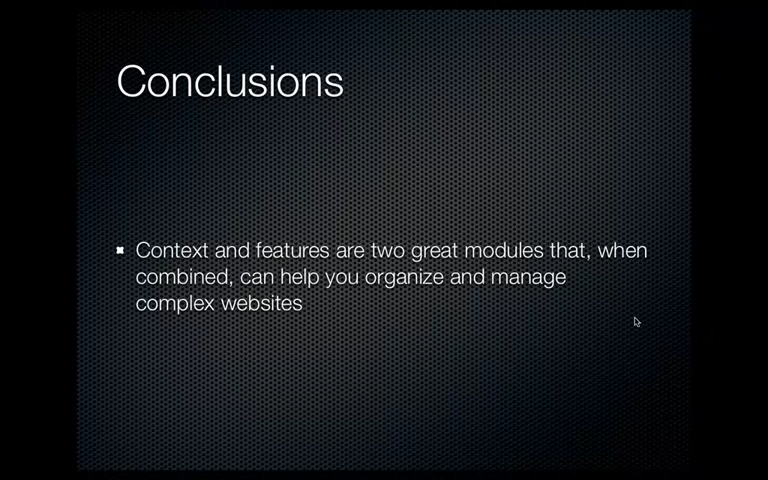 Conclusions
Context and features are two great modules that, when
combined, can help you organize and manage
complex websites